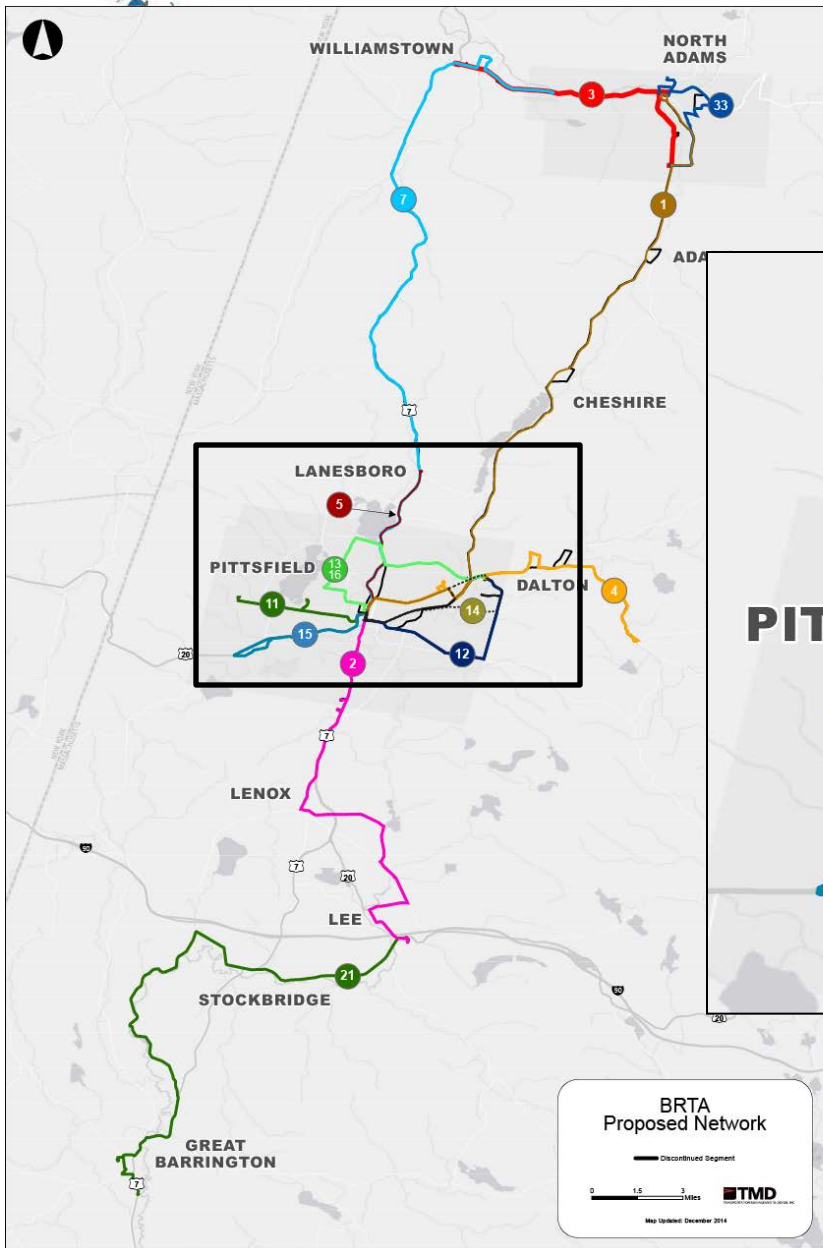 WILLIAMSTOWN
NORTH
ADAMS
3
33
7
1
ADA
7
CHESHIRE
LANESBORO
5
PITTSFIELD
13
16
11
DALTON
4
14
15
12
20
2
PIT
7
LENOX
90
7
20
LEE
21
STOCKBRIDGE
90
20
GREAT
BARRINGTON
7
BRTA
Proposed Network
Discontinued Segment
0 1.5 3
Miles
TMD
Map Updated: December 2014